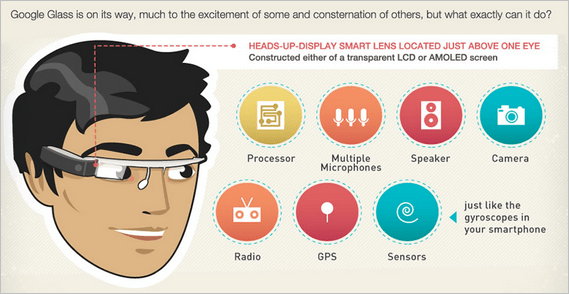 Google Glass is on its way, much to the excitement of some and consternation of others, but what exactly can it do?
HEADS-UP-DISPLAY SMART LENS LOCATED JUST ABOVE ONE EYE
Constructed either of a transparent LCD or AMOLED screen
Processor
Multiple
Microphones
Speaker
Camera
Radio
GPS
Sensors
just like the
gyroscopes in
your smartphone